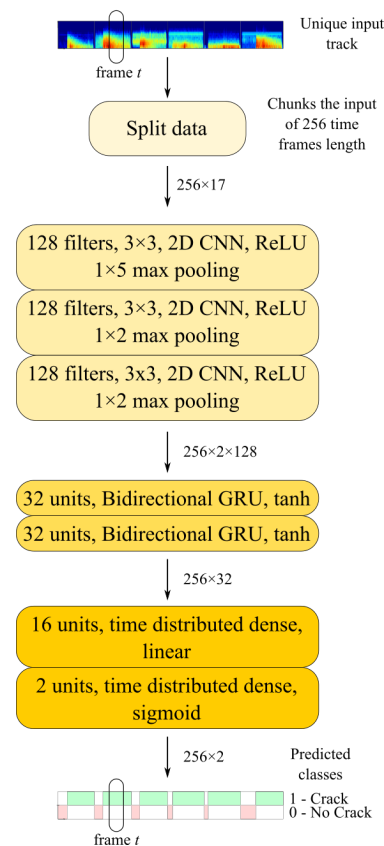 Unique input
track
frame t
Split data
Chunks the input
of 256 time
frames length
256×17
128 filters, 3×3, 2D CNN, ReLU
1×5 max pooling
128 filters, 3×3, 2D CNN, ReLU
1×2 max pooling
128 filters, 3x3, 2D CNN, ReLU
1×2 max pooling
256×2×128
32 units, Bidirectional GRU, tanh
32 units, Bidirectional GRU, tanh
256×32
16 units, time distributed dense,
linear
2 units, time distributed dense,
sigmoid
256×2
Predicted
classes
1 - Crack
0 - No Crack
frame t